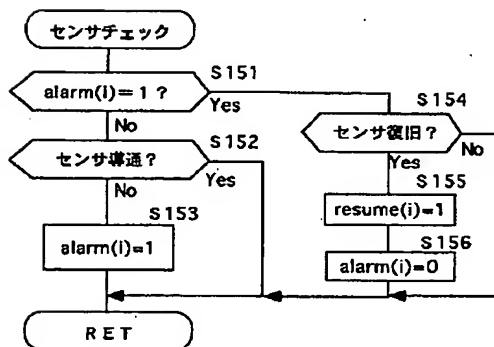 センサチェック
S151
alarm(i)=1?
Yes
No
S154
センサ復旧?
No
Yes
S152
センサ導通?
Yes
No
S155
resume(i)=1
S153
alarm(i)=1
S156
alarm(i)=0
RET